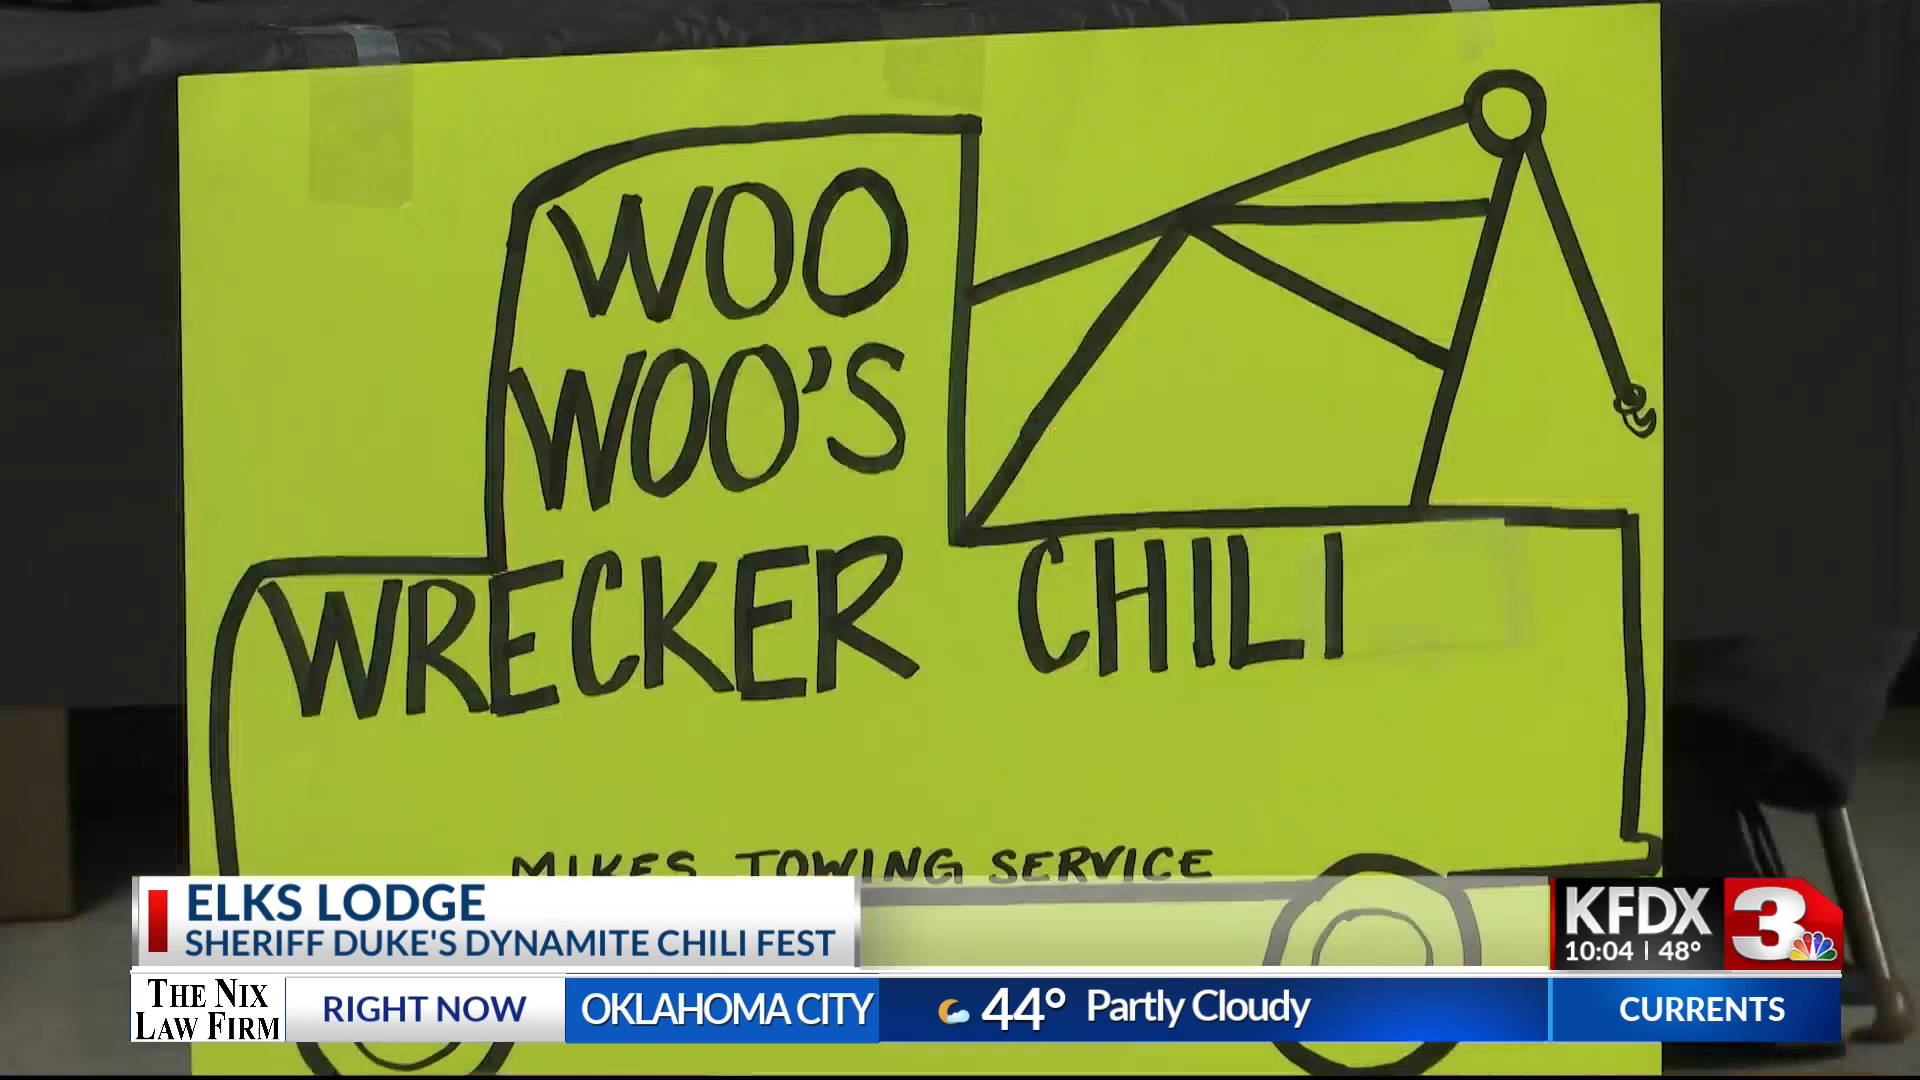 WOO
WOO'S
WRECKER CHILI
MIKES TOWING SERVICE
ELKS LODGE
SHERIFF DUKE'S DYNAMITE CHILI FEST
KFDX 3
10:04 | 48°
THE NIX
LAW FIRM
RIGHT NOW
OKLAHOMA CITY
44° Partly Cloudy
CURRENTS